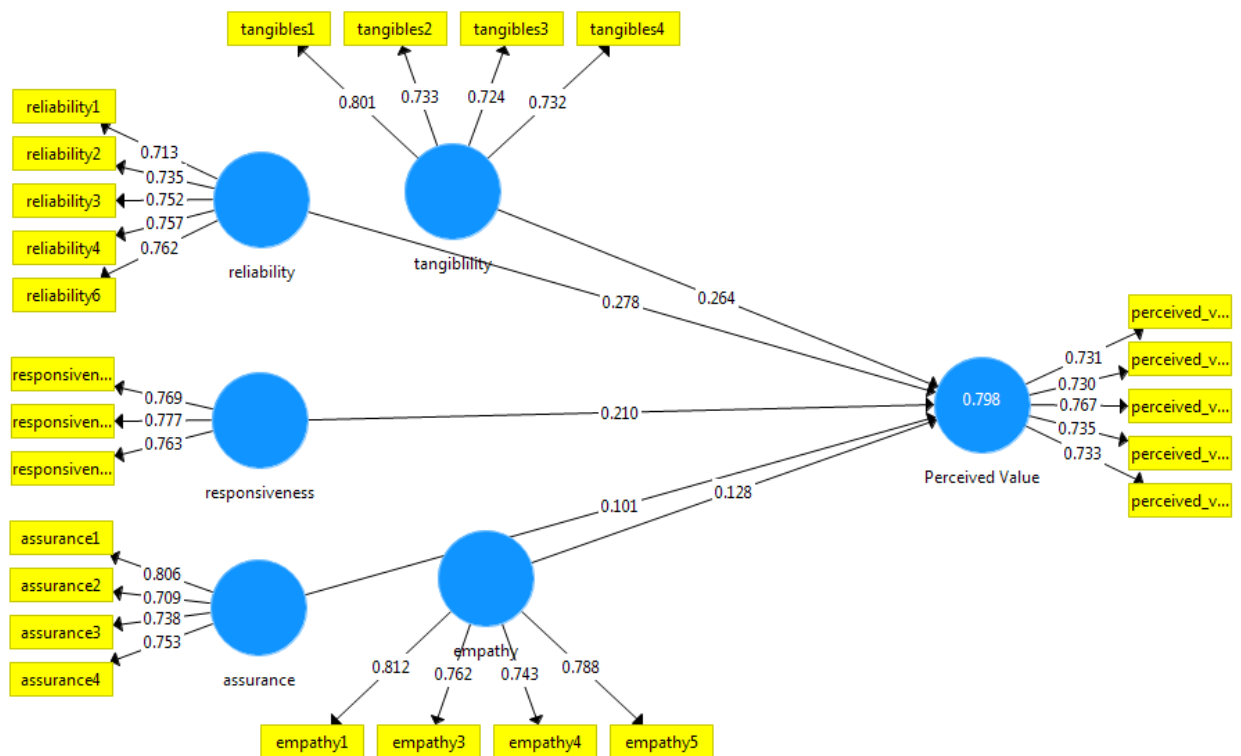 tangibles1
tangibles2
tangibles3
tangibles4
0.801
0.733
0.724
0.732
tangiblility
reliability1
reliability2
reliability3
reliability4
reliability6
0.713
0.735
0.752
0.757
0.762
reliability
0.264
0.278
responsiven...
responsiven...
responsiven...
0.769
0.777
0.763
responsiveness
0.210
assurance1
assurance2
assurance3
assurance4
0.806
0.709
0.738
0.753
assurance
0.101
0.128
empathy
0.812
0.762
0.743
0.788
empathy1
empathy3
empathy4
empathy5
0.798
Perceived Value
0.731
0.730
0.767
0.735
0.733
perceived_v...
perceived_v...
perceived_v...
perceived_v...
perceived_v...